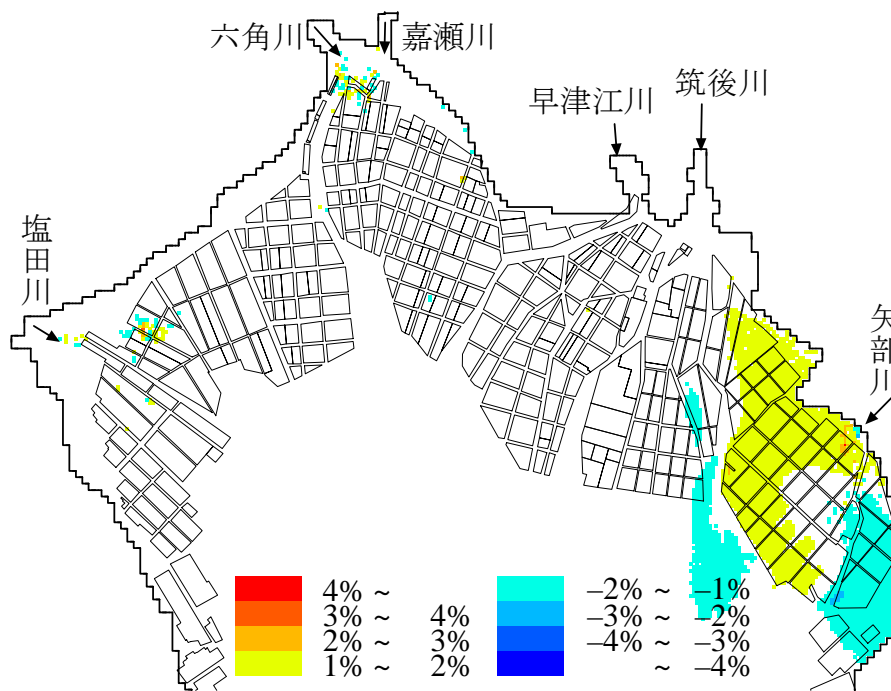 六角川
嘉瀬川
早津江川
筑後川
塩田川
矢部川
4% ~
3% ~ 4%
2% ~ 3%
1% ~ 2%
–2% ~ –1%
–3% ~ –2%
–4% ~ –3%
~ –4%